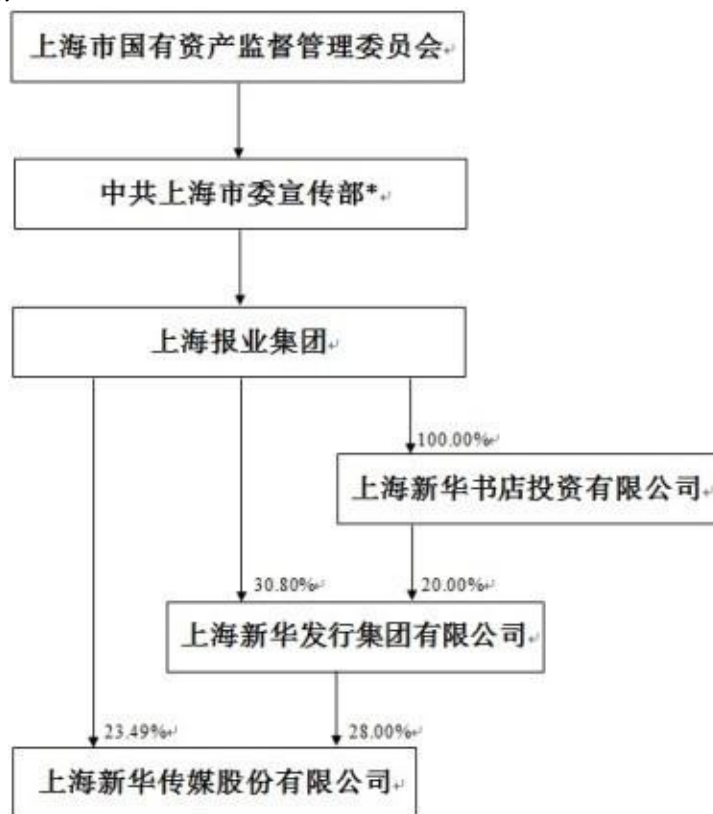 上海市国有资产监督管理委员会
中共上海市委宣传部*
上海报业集团
100.00%
上海新华书店投资有限公司
30.80%
20.00%
上海新华发行集团有限公司
23.49%
28.00%
上海新华传媒股份有限公司